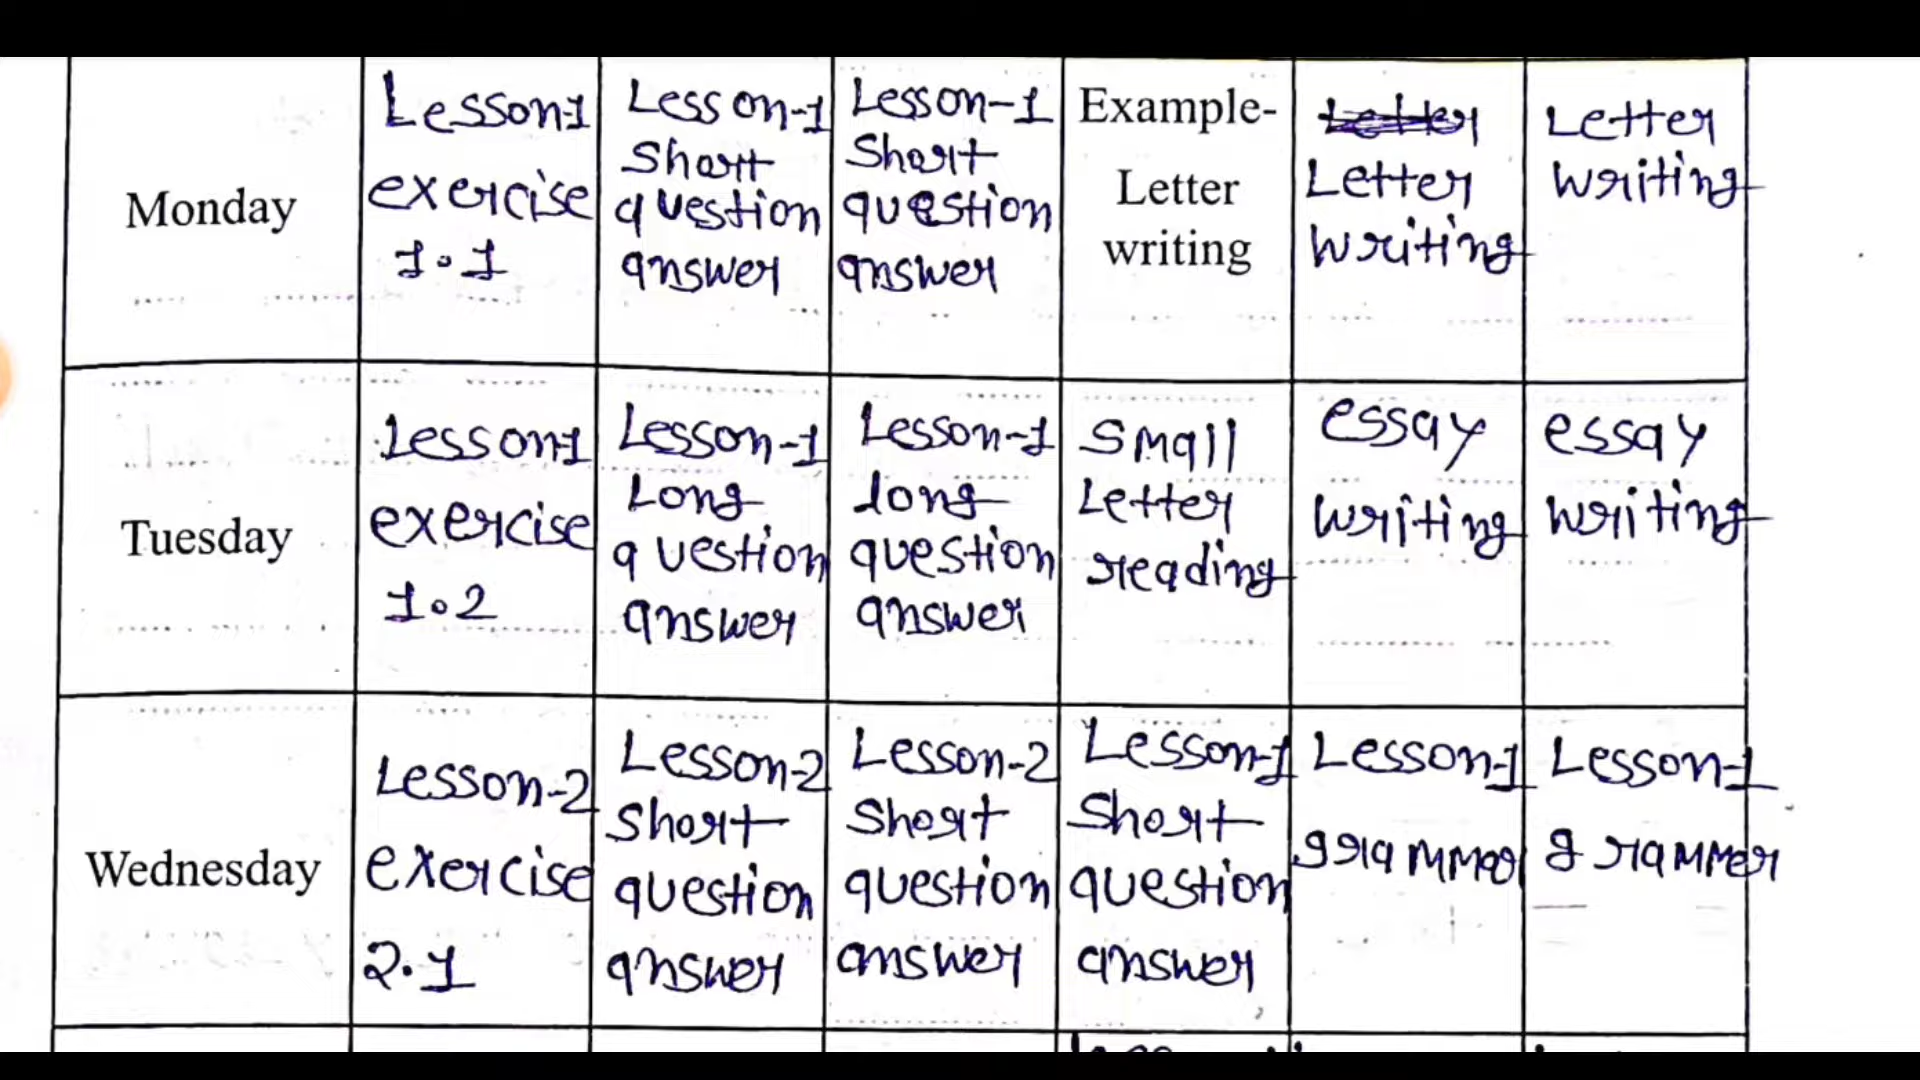 Monday
Lesson-1
exercise
1.1
Lesson-1
Short
question
answer
Lesson-1
Short
question
answer
Example-
Letter
writing
Letter
Letter
writing
Letter
writing
Tuesday
Lesson-1
exercise
1.2
Lesson-1
Long
question
answer
Lesson-1
long
question
answer
Small
Letter
reading
essay
writing
essay
writing
Wednesday
Lesson-2
exercise
2.1
Lesson-2
Short
question
answer
Lesson-2
Short
question
answer
Lesson-1
Short
question
answer
Lesson-1
Lesson-1
grammer